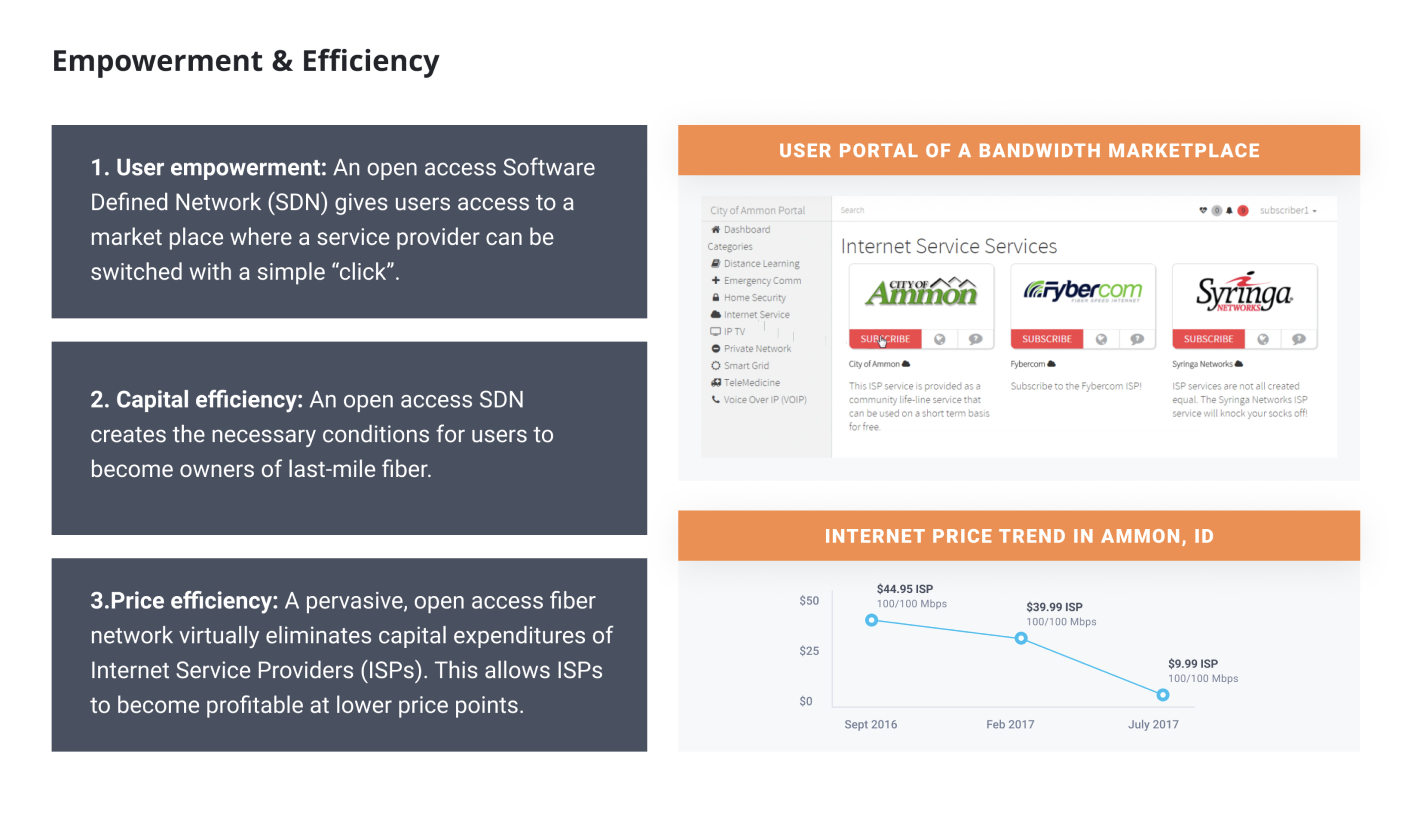 Empowerment & Efficiency
1. User empowerment: An open access Software
Defined Network (SDN) gives users access to a
market place where a service provider can be
switched with a simple “click”.
2. Capital efficiency: An open access SDN
creates the necessary conditions for users to
become owners of last-mile fiber.
3.Price efficiency: A pervasive, open access fiber
network virtually eliminates capital expenditures of
Internet Service Providers (ISPs). This allows ISPs
to become profitable at lower price points.
USER PORTAL OF A BANDWIDTH MARKETPLACE
City of Ammon Portal
Search
0
subscriber1
Dashboard
Categories
Distance Learning
Emergency Comm
Home Security
Internet Service
IP TV
Private Network
Smart Grid
TeleMedicine
Voice Over IP (VOIP)
Internet Service Services
CITY OF
Ammon
SUBSCRIBE
City of Ammon
This ISP service is provided as a
community life-line service that
can be used on a short term basis
for free.
Fybercom
FIBER SPEED INTERNET
SUBSCRIBE
Fybercom
Subscribe to the Fybercom ISP!
Syringa
NETWORKS
SUBSCRIBE
Syringa Networks
ISP services are not all created
equal. The Syringa Networks ISP
service will knock your socks off!
INTERNET PRICE TREND IN AMMON, ID
$50
$25
$0
$44.95 ISP
100/100 Mbps
$39.99 ISP
100/100 Mbps
$9.99 ISP
100/100 Mbps
Sept 2016
Feb 2017
July 2017